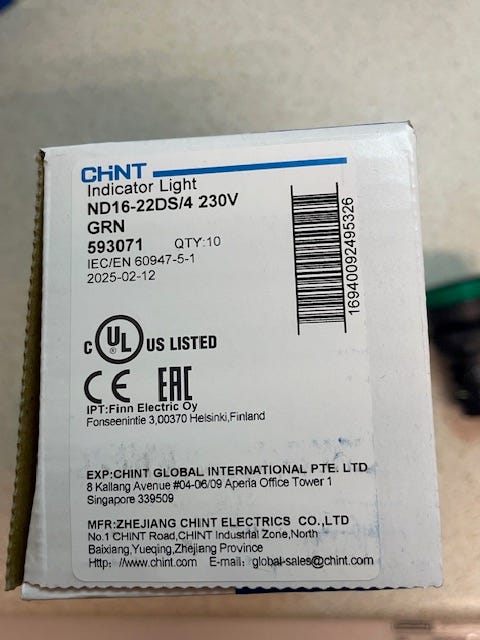 CHNT
Indicator Light
ND16-22DS/4 230V
GRN
593071 QTY:10
IEC/EN 60947-5-1
2025-02-12
16940092495326
C UL ® US LISTED
CE EAC
IPT:Finn Electric Oy
Fonseenintie 3,00370 Helsinki,Finland
EXP:CHINT GLOBAL INTERNATIONAL PTE. LTD
8 Kallang Avenue #04-06/09 Aperia Office Tower 1
Singapore 339509
MFR:ZHEJIANG CHINT ELECTRICS CO.,LTD
No.1 CHINT Road,CHINT Industrial Zone,North
Baixiang,Yueqing,Zhejiang Province
Http: //www.chint.com E-mail: global-sales@chint.com